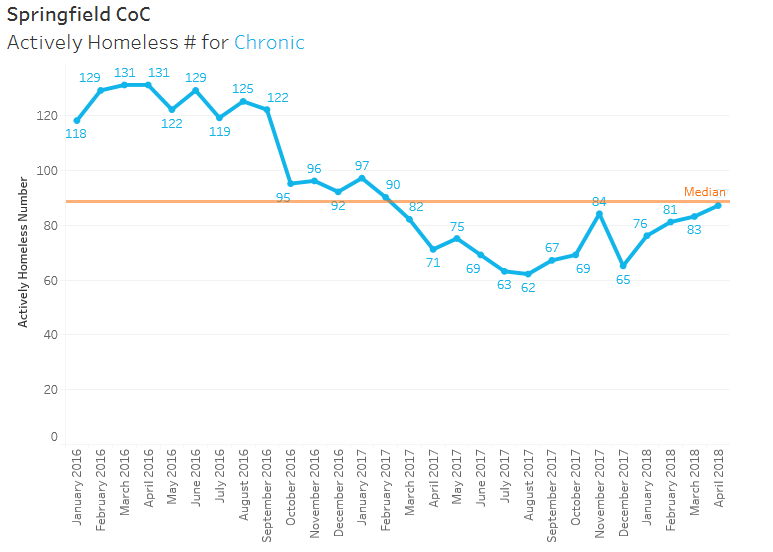 Springfield CoC
Actively Homeless # for Chronic
129 131 131 129 125 122
118 122 119
120
100
95 96 92 97 90
Median
82 84 81
80
71 75 69 67 69 76 83
63 62 65
60
40
20
0
Actively Homeless Number
January 2016
February 2016
March 2016
April 2016
May 2016
June 2016
July 2016
August 2016
September 2016
October 2016
November 2016
December 2016
January 2017
February 2017
March 2017
April 2017
May 2017
June 2017
July 2017
August 2017
September 2017
October 2017
November 2017
December 2017
January 2018
February 2018
March 2018
April 2018